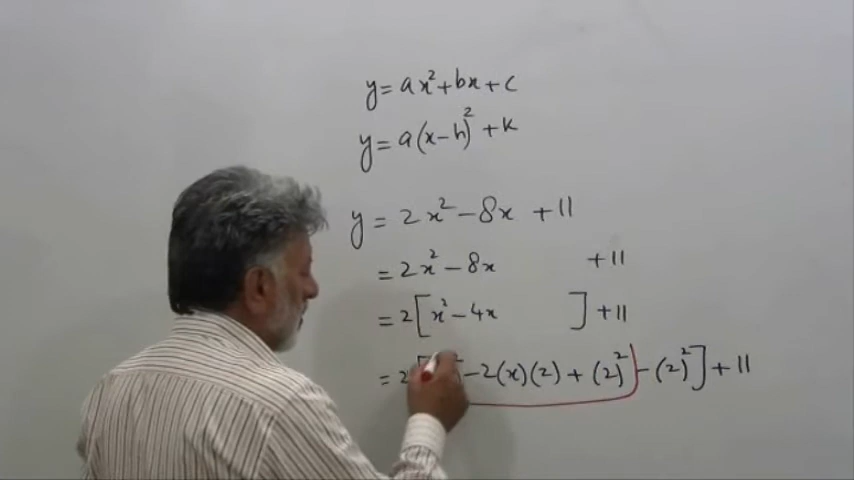 y = ax² + bx + c
y = a(x - h)² + k
y = 2x² - 8x + 11
= 2x² - 8x + 11
= 2[x² - 4x ] + 11
= 2[ ² - 2(x)(2) + (2)² - (2)²] + 11